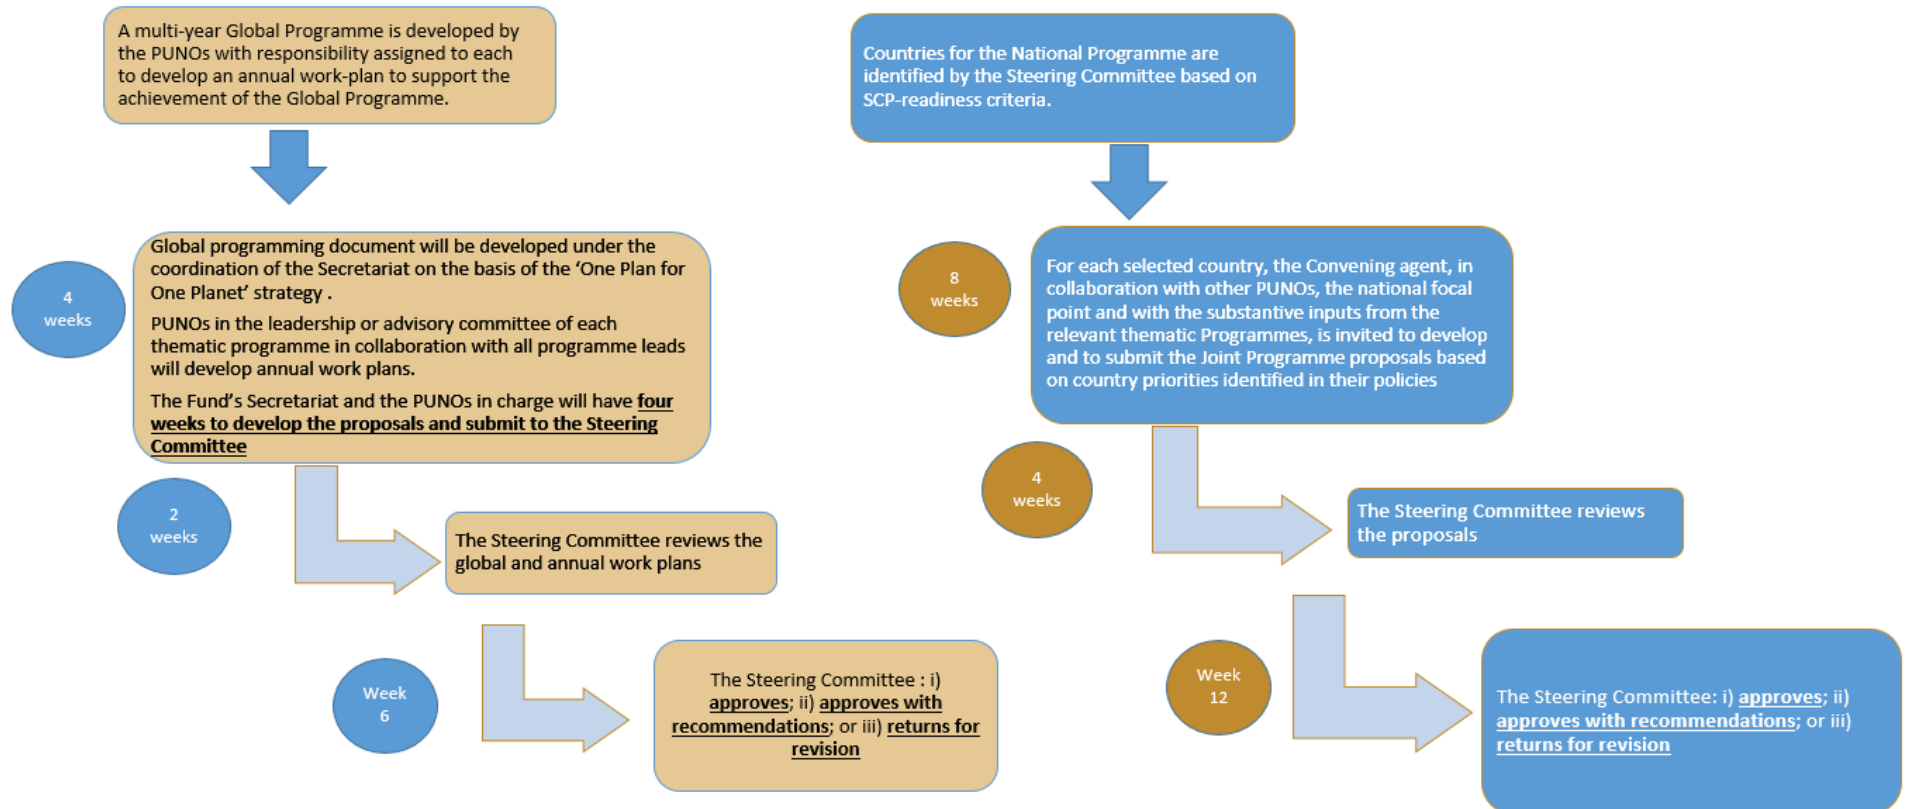 A multi-year Global Programme is developed by
the PUNOs with responsibility assigned to each
to develop an annual work-plan to support the
achievement of the Global Programme.
4
weeks
Global programming document will be developed under the
coordination of the Secretariat on the basis of the ‘One Plan for
One Planet’ strategy .
PUNOs in the leadership or advisory committee of each
thematic programme in collaboration with all programme leads
will develop annual work plans.
The Fund’s Secretariat and the PUNOs in charge will have four
weeks to develop the proposals and submit to the Steering
Committee
2
weeks
The Steering Committee reviews the
global and annual work plans
Week
6
The Steering Committee : i)
approves; ii) approves with
recommendations; or iii) returns for
revision
Countries for the National Programme are
identified by the Steering Committee based on
SCP-readiness criteria.
8
weeks
For each selected country, the Convening agent, in
collaboration with other PUNOs, the national focal
point and with the substantive inputs from the
relevant thematic Programmes, is invited to develop
and to submit the Joint Programme proposals based
on country priorities identified in their policies
4
weeks
The Steering Committee reviews
the proposals
Week
12
The Steering Committee: i) approves; ii)
approves with recommendations; or iii)
returns for revision